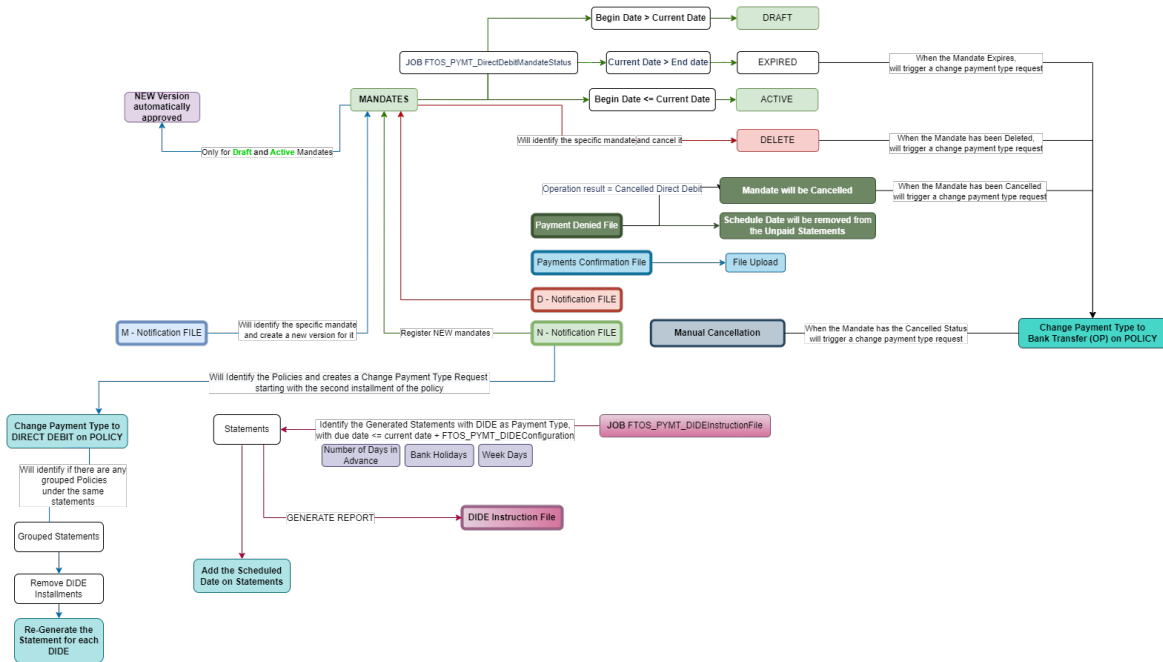 Begin Date > Current Date
DRAFT
JOB FTOS_PYMT_DirectDebitMandateStatus
Current Date > End date
EXPIRED
When the Mandate Expires,
will trigger a change payment type request
NEW Version
automatically
approved
MANDATES
Begin Date <= Current Date
ACTIVE
Only for Draft and Active Mandates
Will identify the specific mandate and cancel it
DELETE
When the Mandate has been Deleted,
will trigger a change payment type request
Operation result = Cancelled Direct Debit
Mandate will be Cancelled
When the Mandate has been Cancelled
will trigger a change payment type request
Payment Denied File
Schedule Date will be removed from
the Unpaid Statements
Payments Confirmation File
File Upload
D - Notification FILE
M - Notification FILE
Will identify the specific mandate
and create a new version for it
Register NEW mandates
N - Notification FILE
Manual Cancellation
When the Mandate has the Cancelled Status
will trigger a change payment type request
Change Payment Type to
Bank Transfer (OP) on POLICY
Will Identify the Policies and creates a Change Payment Type Request
starting with the second installment of the policy
Change Payment Type to
DIRECT DEBIT on POLICY
Statements
Identify the Generated Statements with DIDE as Payment Type,
with due date <= current date + FTOS_PYMT_DIDEConfiguration
JOB FTOS_PYMT_DIDEInstructionFile
Number of Days in
Advance
Bank Holidays
Week Days
Will identify if there are any
grouped Policies
under the same
statements
GENERATE REPORT
DIDE Instruction File
Grouped Statements
Add the Scheduled
Date on Statements
Remove DIDE
Installments
Re-Generate the
Statement for each
DIDE